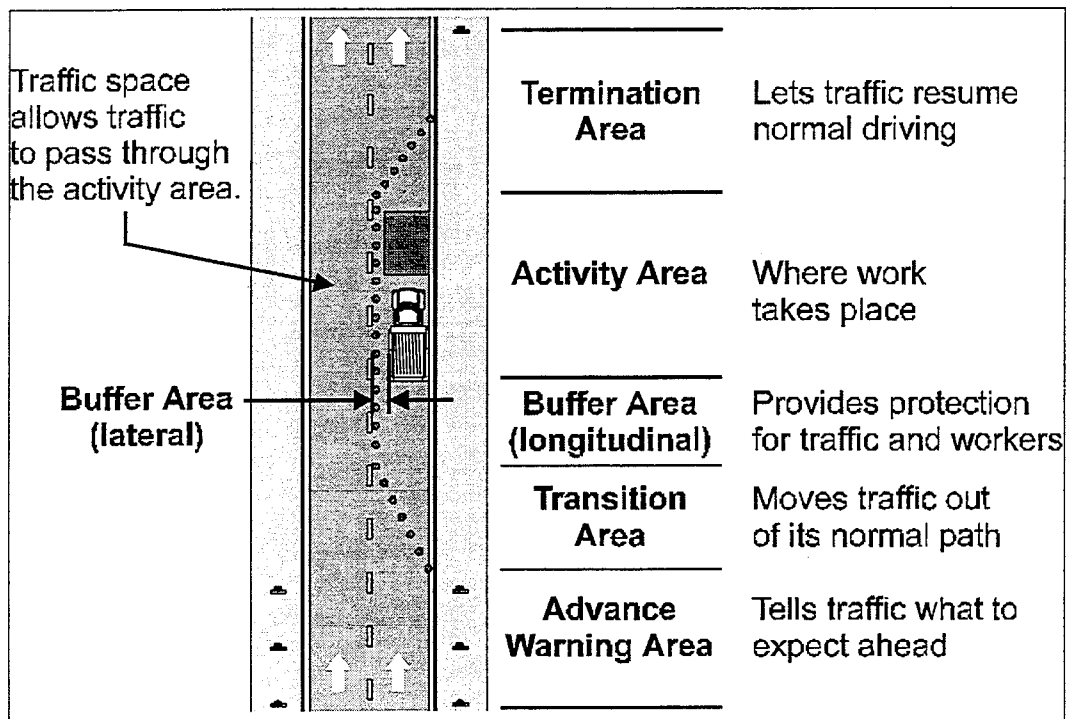 Traffic space
allows traffic
to pass through
the activity area.
Buffer Area
(lateral)
Termination
Area
Lets traffic resume
normal driving
Activity Area
Where work
takes place
Buffer Area
(longitudinal)
Provides protection
for traffic and workers
Transition
Area
Moves traffic out
of its normal path
Advance
Warning Area
Tells traffic what to
expect ahead